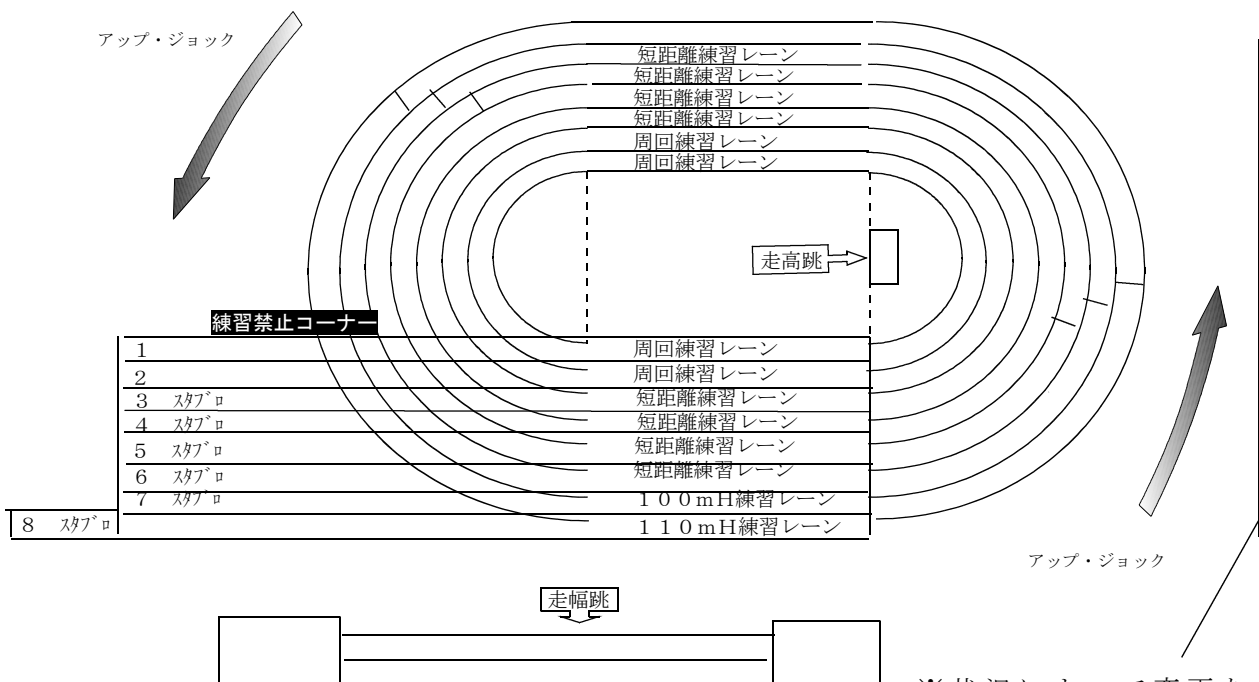 アップ・ジョック
短距離練習レーン
短距離練習レーン
短距離練習レーン
短距離練習レーン
周回練習レーン
周回練習レーン
走高跳
練習禁止コーナー
1 周回練習レーン
2 周回練習レーン
3 ｽﾀﾌﾞﾛ 短距離練習レーン
4 ｽﾀﾌﾞﾛ 短距離練習レーン
5 ｽﾀﾌﾞﾛ 短距離練習レーン
6 ｽﾀﾌﾞﾛ 短距離練習レーン
7 ｽﾀﾌﾞﾛ １００ｍH練習レーン
8 ｽﾀﾌﾞﾛ １１０ｍH練習レーン
アップ・ジョック
走幅跳